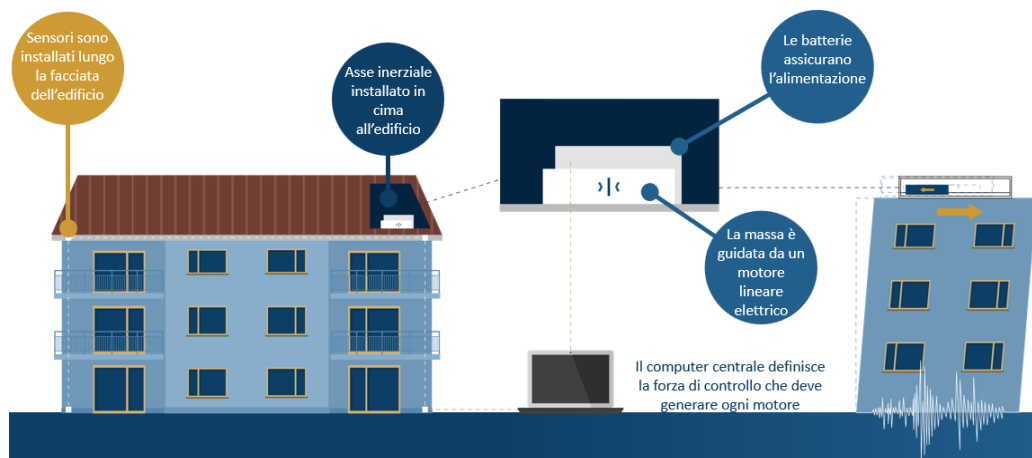 Sensori sono
installati lungo
la facciata
dell'edificio
Asse inerziale
installato in
cima
all'edificio
Le batterie
assicurano
l'alimentazione
La massa è
guidata da un
motore
lineare
elettrico
Il computer centrale definisce
la forza di controllo che deve
generare ogni motore